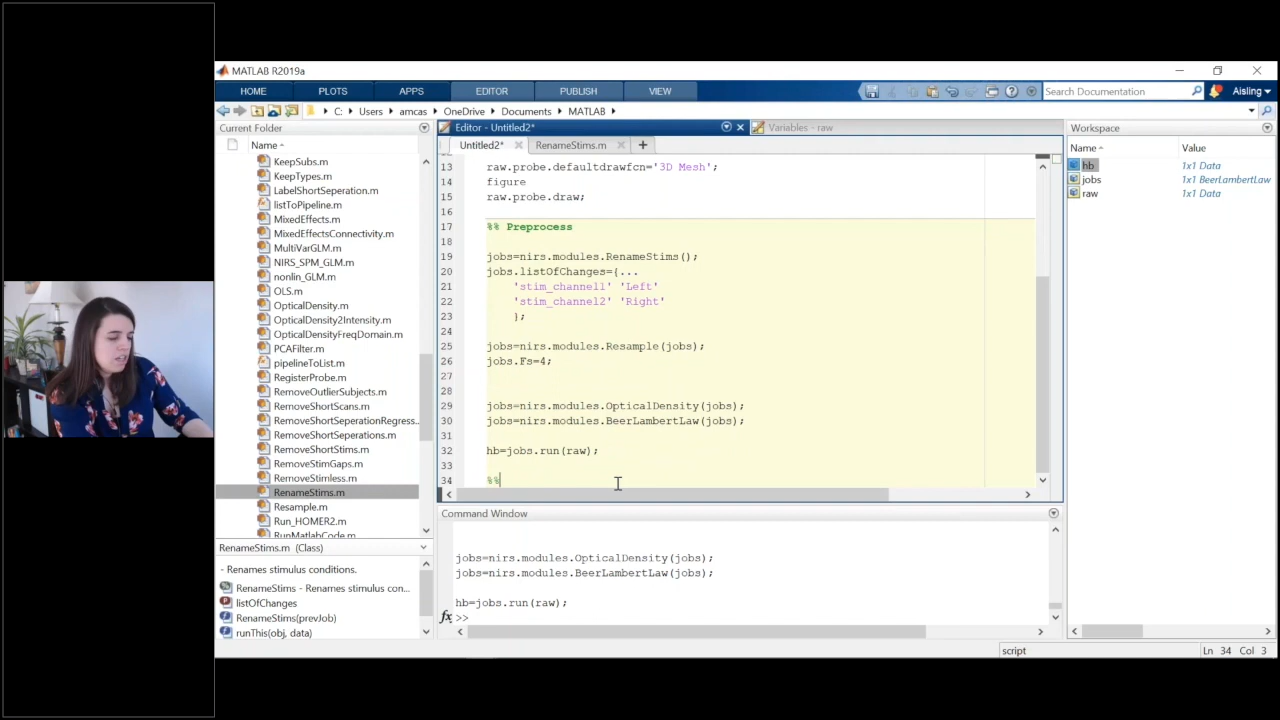 MATLAB R2019a
HOME PLOTS APPS EDITOR PUBLISH VIEW Search Documentation Aisling
C: Users amcas OneDrive Documents MATLAB
Current Folder
Name
KeepSubs.m
KeepTypes.m
LabelShortSeperation.m
listToPipeline.m
MixedEffects.m
MixedEffectsConnectivity.m
MultiVarGLM.m
NIRS_SPM_GLM.m
nonlin_GLM.m
OLS.m
OpticalDensity.m
OpticalDensity2Intensity.m
OpticalDensityFreqDomain.m
PCAFilter.m
pipelineToList.m
RegisterProbe.m
RemoveOutlierSubjects.m
RemoveShortScans.m
RemoveShortSeperationRegress...
RemoveShortSeperations.m
RemoveShortStims.m
RemoveStimGaps.m
RemoveStimless.m
RenameStims.m
Resample.m
Run_HOMER2.m
RunMatlabCode.m
RenameStims.m (Class)
- Renames stimulus conditions.
RenameStims - Renames stimulus con...
listOfChanges
RenameStims(prevJob)
runThis(obj, data)
Editor - Untitled2* Variables - raw
Untitled2* RenameStims.m
12
13 raw.probe.defaultdrawfcn='3D Mesh';
14 figure
15 raw.probe.draw;
16
17 %% Preprocess
18
19 jobs=nirs.modules.RenameStims();
20 jobs.listOfChanges={...
21 'stim_channel1' 'Left'
22 'stim_channel2' 'Right'
23 };
24
25 jobs=nirs.modules.Resample(jobs);
26 jobs.Fs=4;
27
28
29 jobs=nirs.modules.OpticalDensity(jobs);
30 jobs=nirs.modules.BeerLambertLaw(jobs);
31
32 hb=jobs.run(raw);
33
34 %%
Command Window
jobs=nirs.modules.OpticalDensity(jobs);
jobs=nirs.modules.BeerLambertLaw(jobs);
hb=jobs.run(raw);
fx >>
Workspace
Name Value
hb 1x1 Data
jobs 1x1 BeerLambertLaw
raw 1x1 Data
script Ln 34 Col 3